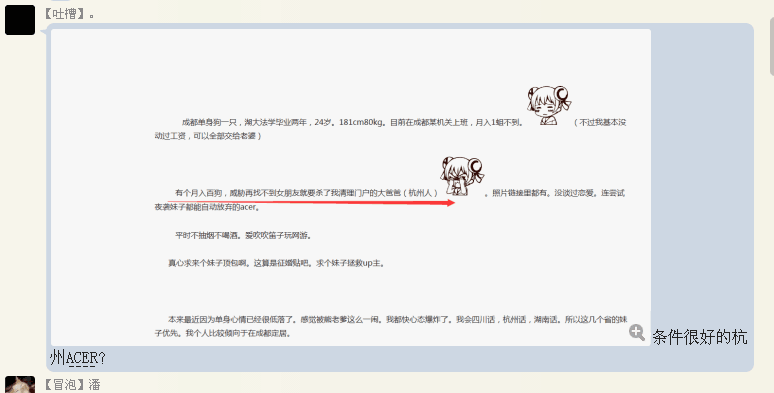 【吐槽】。
成都单身狗一只，湖大法学毕业两年，24岁。181cm80kg。目前在成都某机关上班，月入1蛆不到。（不过我基本没
动过工资，可以全部交给老婆）
有个月入百狗，威胁再找不到女朋友就要杀了我清理门户的大爸爸（杭州人）。照片链接里都有。没谈过恋爱。连尝试
夜袭妹子都能自动放弃的acer。
平时不抽烟不喝酒。爱吹吹笛子玩网游。
真心求来个妹子顶包啊。这算是征婚贴吧。求个妹子拯救up主。
本来最近因为单身心情已经很低落了。感觉被瞒老爹这么一闹。我都快心态爆炸了。我会四川话，杭州话，湖南话。所以这几个省的妹
子优先。我个人比较倾向于在成都定居。
条件很好的杭
州ACER？
【冒泡】潘